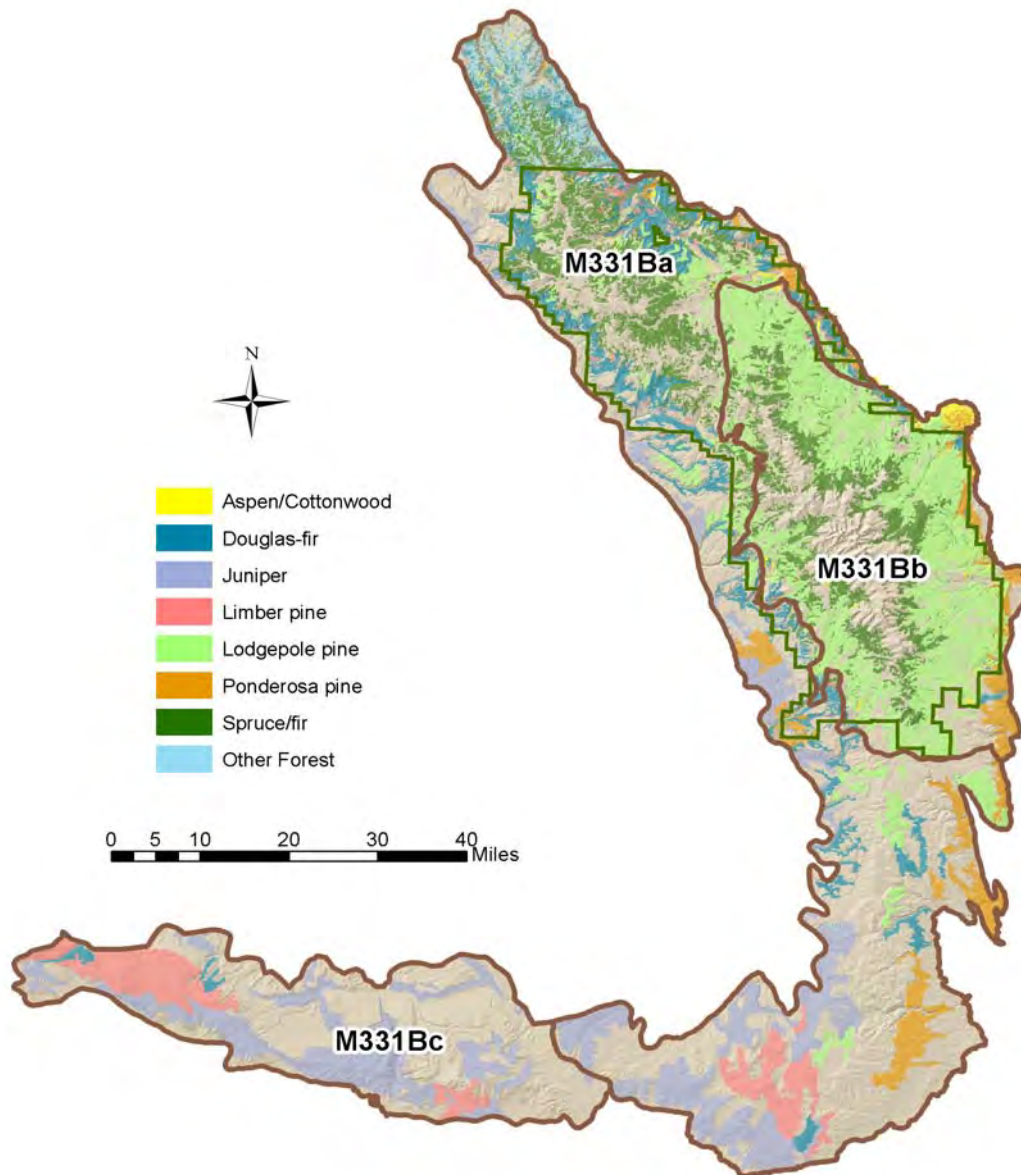 M331Ba
N
M331Bb
Aspen/Cottonwood
Douglas-fir
Juniper
Limber pine
Lodgepole pine
Ponderosa pine
Spruce/fir
Other Forest
0 5 10 20 30 40
Miles
M331Bc